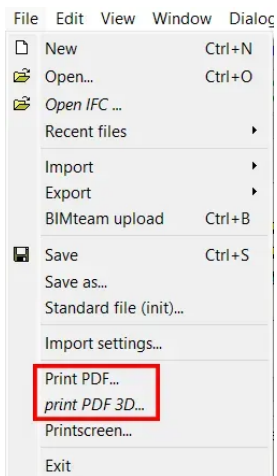 File Edit View Window Dialog
New Ctrl+N
Open... Ctrl+O
Open IFC ...
Recent files
Import
Export
BIMteam upload Ctrl+B
Save Ctrl+S
Save as...
Standard file (init)...
Import settings...
Print PDF...
print PDF 3D...
Printscreen...
Exit